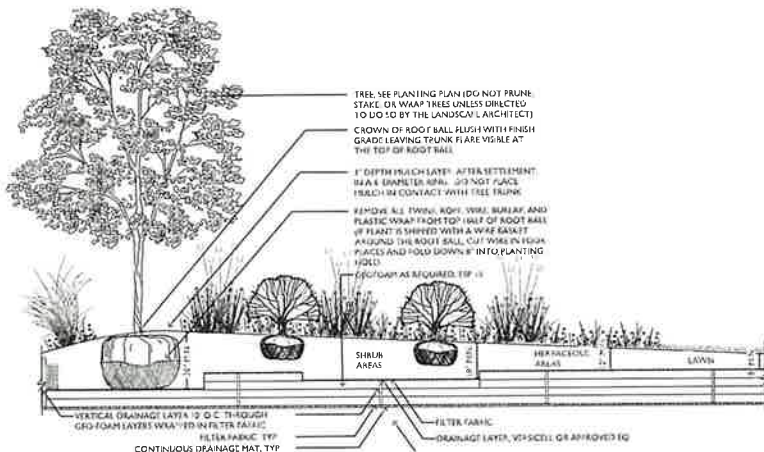 TREE, SEE PLANTING PLAN (DO NOT PRUNE,
STAKE, OR WRAP TREES UNLESS DIRECTED
TO DO SO BY THE LANDSCAPE ARCHITECT)
CROWN OF ROOT BALL FLUSH WITH FINISH
GRADE LEAVING TRUNK FLARE VISIBLE AT
THE TOP OF ROOT BALL
3" DEPTH MULCH LAYER AFTER SETTLEMENT
IN A 6' DIAMETER RING. DO NOT PLACE
MULCH IN CONTACT WITH TREE TRUNK
REMOVE ALL TWINE, ROPE, WIRE, BURLAP, AND
PLASTIC WRAP FROM TOP HALF OF ROOT BALL
(IF PLANT IS SHIPPED WITH A WIRE BASKET
AROUND THE ROOT BALL, CUT WIRE IN FOUR
PLACES AND FOLD DOWN 8" INTO PLANTING
HOLE)
GEOFOAM AS REQUIRED, TYP
SHRUB
AREAS
HERBACEOUS
AREAS
LAWN
VERTICAL DRAINAGE LAYER 10' O.C. THROUGH
GEO-FOAM LAYERS WRAPPED IN FILTER FABRIC
FILTER FABRIC, TYP
CONTINUOUS DRAINAGE MAT, TYP
FILTER FABRIC
DRAINAGE LAYER, VERSICELL OR APPROVED EQ